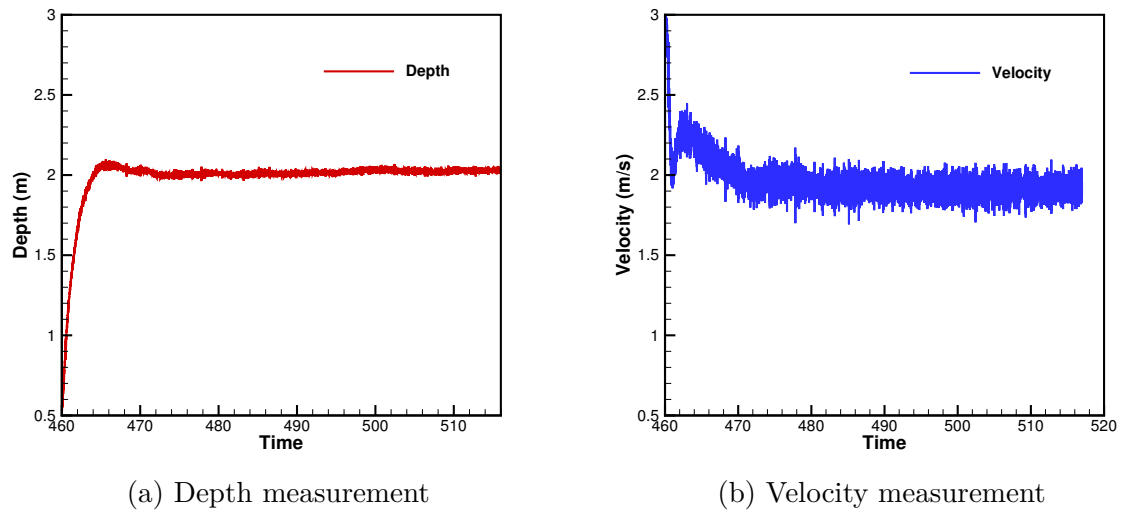 Depth (m)
3
2.5
2
1.5
1
0.5
Depth
460 470 480 490 500 510
Time
(a) Depth measurement
Velocity (m/s)
3
2.5
2
1.5
1
0.5
Velocity
460 470 480 490 500 510 520
Time
(b) Velocity measurement